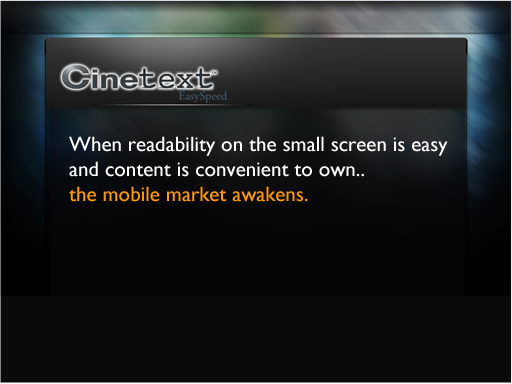 Cinetext™
EasySpeed
When readability on the small screen is easy
and content is convenient to own..
the mobile market awakens.